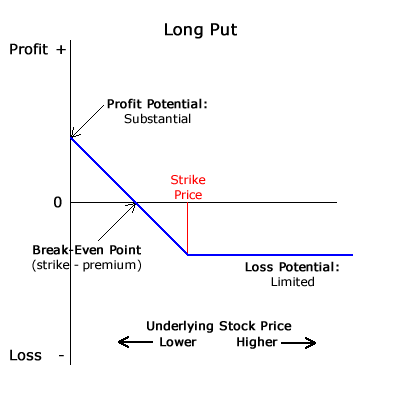 Long Put
Profit +
Profit Potential:
Substantial
Strike
Price
0
Break-Even Point
(strike - premium)
Loss Potential:
Limited
Underlying Stock Price
Lower Higher
Loss -